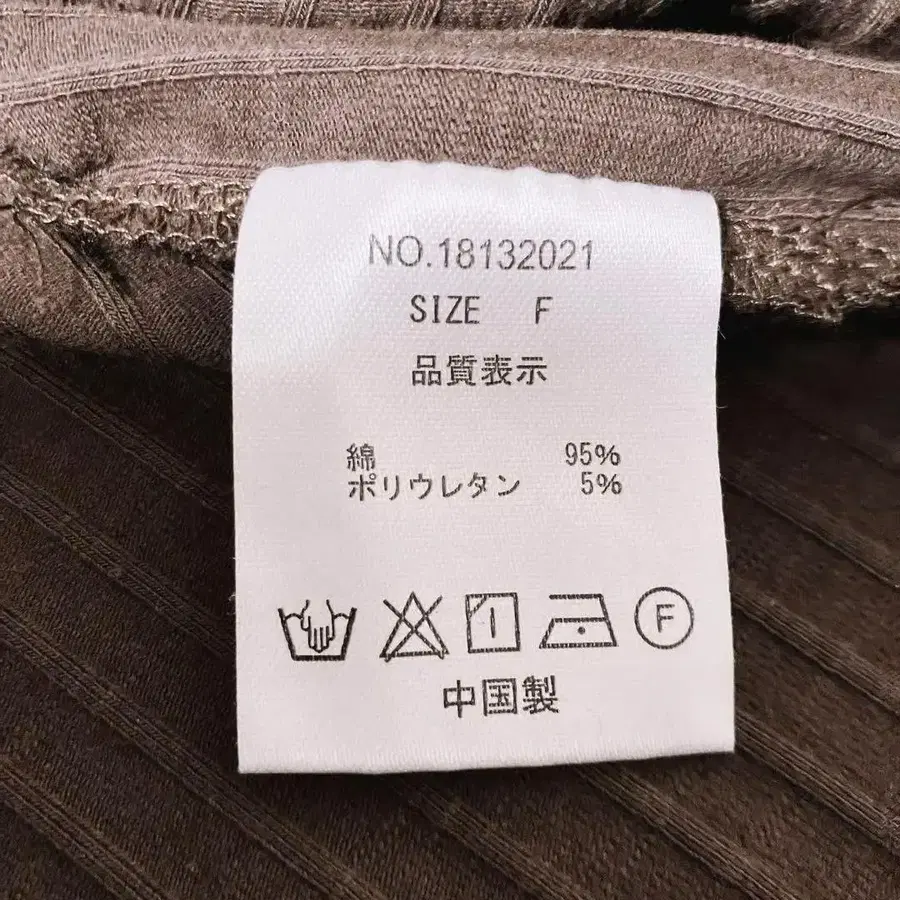 NO.18132021
SIZE F
品質表示
綿 95%
ポリウレタン 5%
F
中国製